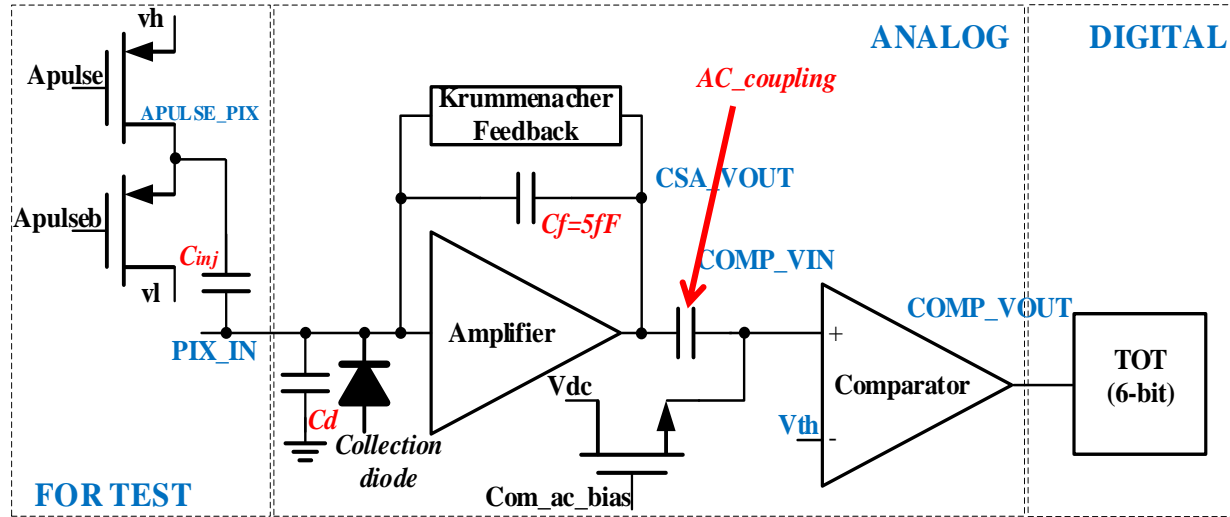 vh
ANALOG
DIGITAL
Apulse
AC_coupling
Krummenacher
Feedback
APULSE_PIX
CSA_VOUT
Apulseb
Cf=5fF
Cinj
COMP_VIN
vl
COMP_VOUT
PIX_IN
Amplifier
+
TOT
(6-bit)
Vdc
Comparator
Cd
Vth
-
Collection
diode
Com_ac_bias
FOR TEST